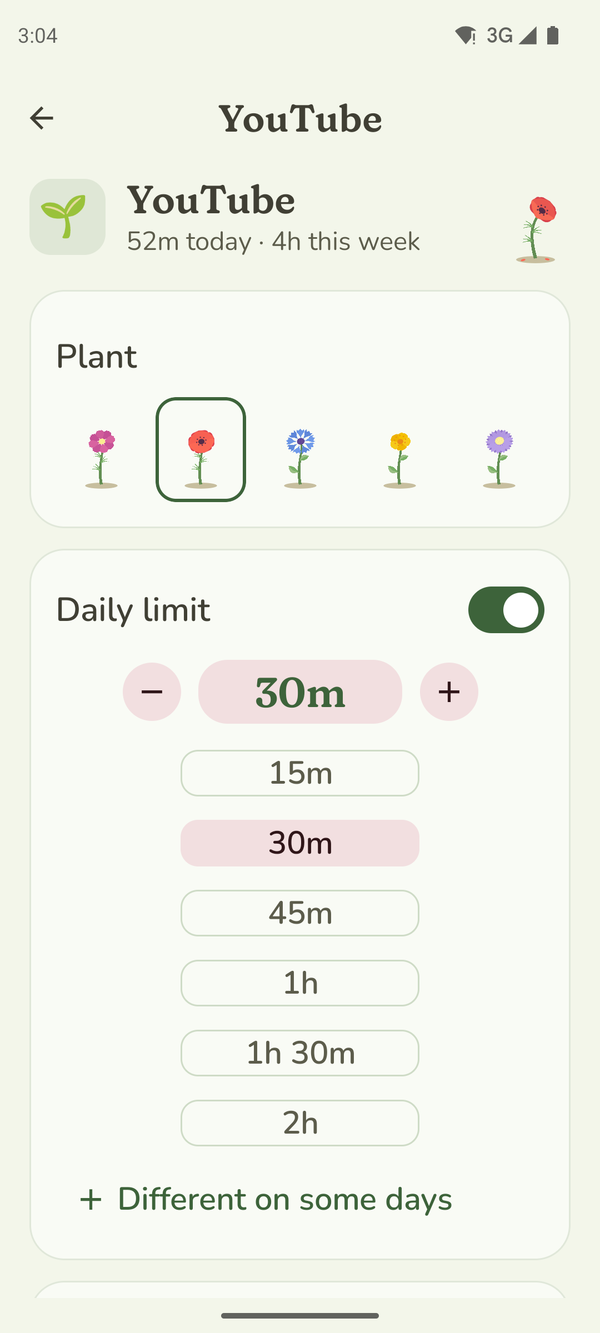 3:04
3G
YouTube
YouTube
52m today · 4h this week
Plant
Daily limit
− 30m +
15m
30m
45m
1h
1h 30m
2h
+ Different on some days